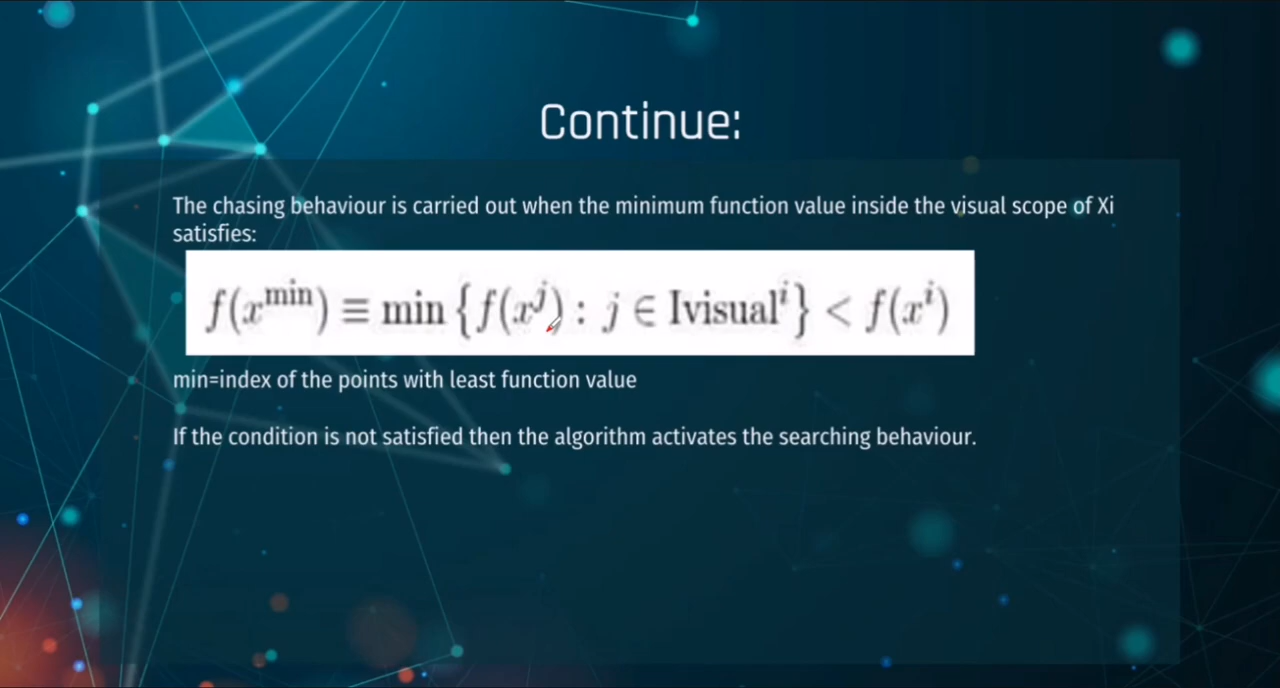 Continue:
The chasing behaviour is carried out when the minimum function value inside the visual scope of Xi
satisfies:
f(x^min) ≡ min {f(x^j) : j ∈ Ivisual^i} < f(x^i)
min=index of the points with least function value
If the condition is not satisfied then the algorithm activates the searching behaviour.